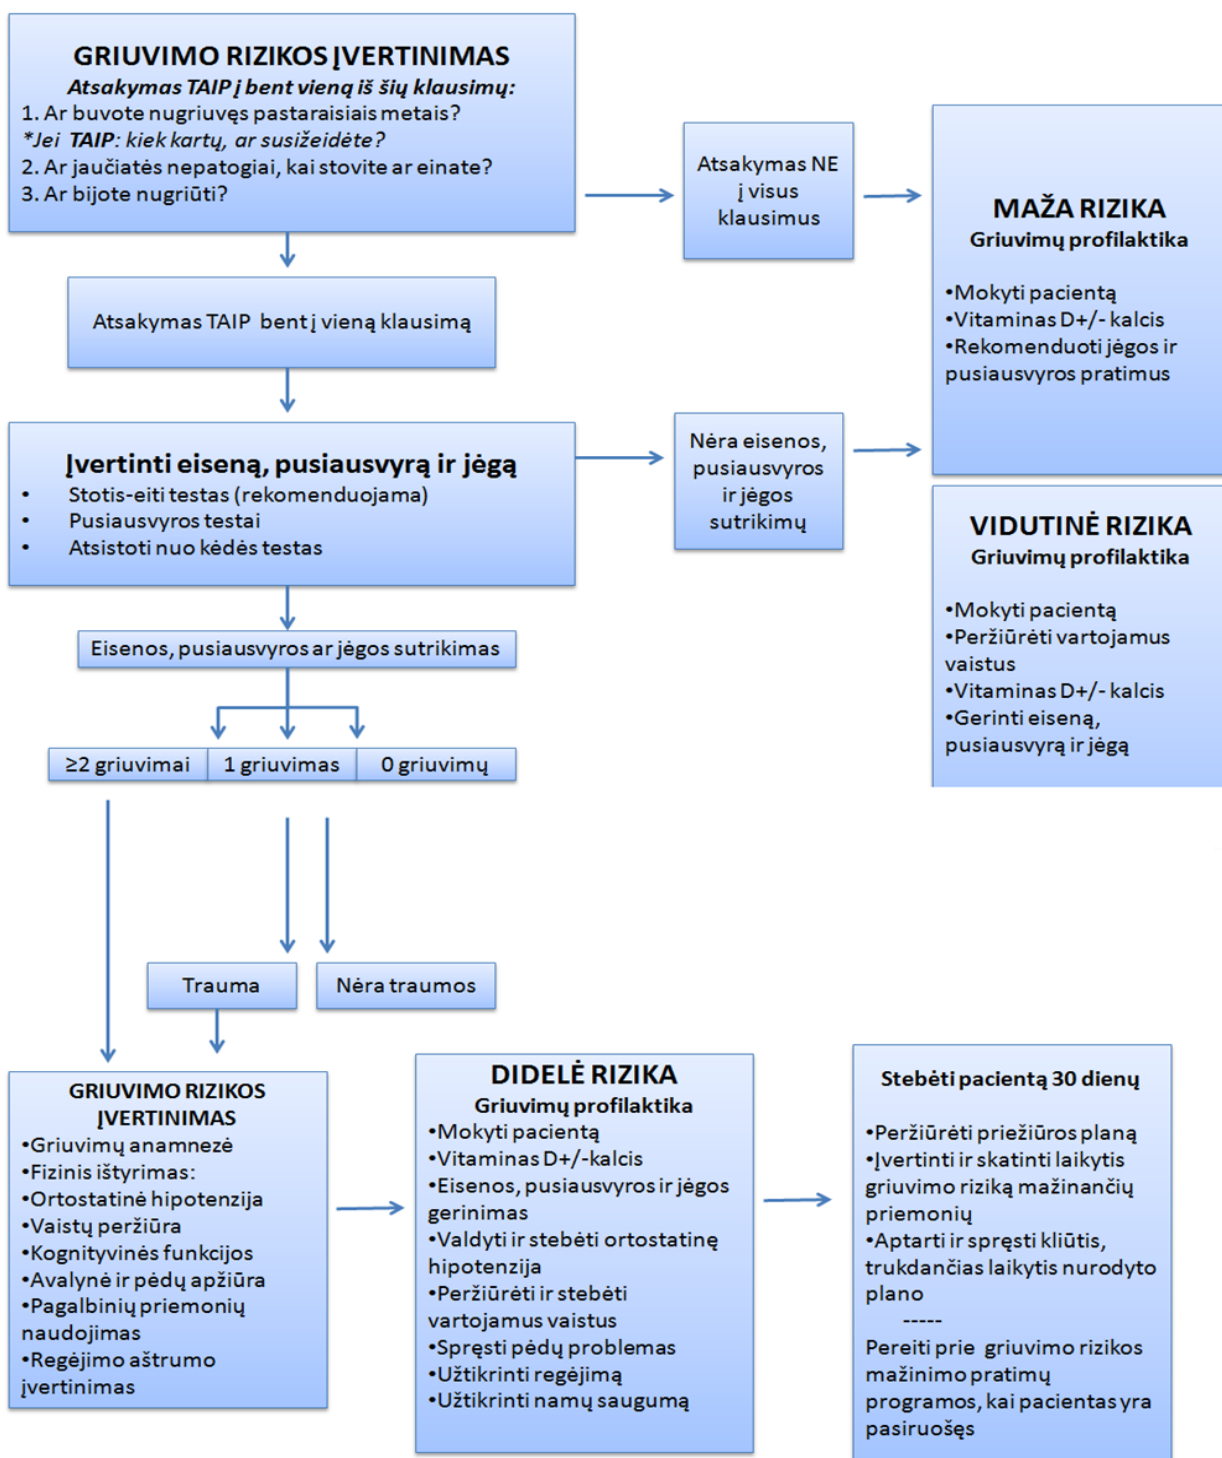 GRIUVIMO RIZIKOS ĮVERTINIMAS
Atsakymas TAIP į bent vieną iš šių klausimų:
1. Ar buvote nugriuvęs pastaraisiais metais?
*Jei TAIP: kiek kartų, ar susižeidėte?
2. Ar jaučiatės nepatogiai, kai stovite ar einate?
3. Ar bijote nugriūti?
Atsakymas NE
į visus
klausimus
MAŽA RIZIKA
Griuvimų profilaktika
•Mokyti pacientą
•Vitaminas D+/- kalcis
•Rekomenduoti jėgos ir
pusiausvyros pratimus
Atsakymas TAIP bent į vieną klausimą
Įvertinti eiseną, pusiausvyrą ir jėgą
• Stotis-eiti testas (rekomenduojama)
• Pusiausvyros testai
• Atsistoti nuo kėdės testas
Nėra eisenos,
pusiausvyros
ir jėgos
sutrikimų
VIDUTINĖ RIZIKA
Griuvimų profilaktika
•Mokyti pacientą
•Peržiūrėti vartojamus
vaistus
•Vitaminas D+/- kalcis
•Gerinti eiseną,
pusiausvyrą ir jėgą
Eisenos, pusiausvyros ar jėgos sutrikimas
≥2 griuvimai
1 griuvimas
0 griuvimų
Trauma
Nėra traumos
GRIUVIMO RIZIKOS
ĮVERTINIMAS
•Griuvimų anamnezė
•Fizinis ištyrimas:
•Ortostatinė hipotenzija
•Vaistų peržiūra
•Kognityvinės funkcijos
•Avalynė ir pėdų apžiūra
•Pagalbinių priemonių
naudojimas
•Regėjimo aštrumo
įvertinimas
DIDELĖ RIZIKA
Griuvimų profilaktika
•Mokyti pacientą
•Vitaminas D+/-kalcis
•Eisenos, pusiausvyros ir jėgos
gerinimas
•Valdyti ir stebėti ortostatinę
hipotenzija
•Peržiūrėti ir stebėti
vartojamus vaistus
•Spręsti pėdų problemas
•Užtikrinti regėjimą
•Užtikrinti namų saugumą
Stebėti pacientą 30 dienų
•Peržiūrėti priežiūros planą
•Įvertinti ir skatinti laikytis
griuvimo riziką mažinančių
priemonių
•Aptarti ir spręsti kliūtis,
trukdančias laikytis nurodyto
plano
-----
Pereiti prie griuvimo rizikos
mažinimo pratimų
programos, kai pacientas yra
pasiruošęs